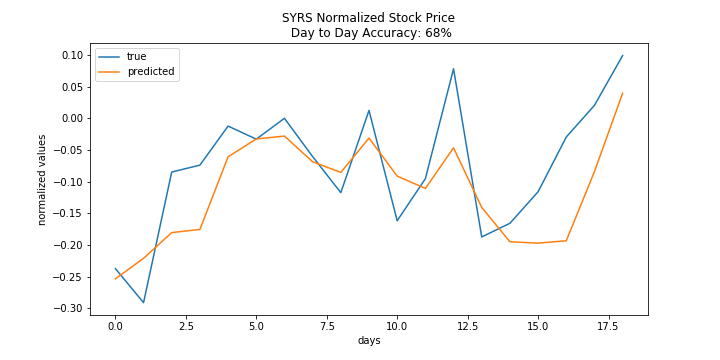 SYRS Normalized Stock Price
Day to Day Accuracy: 68%
true
predicted
normalized values
0.10
0.05
0.00
−0.05
−0.10
−0.15
−0.20
−0.25
−0.30
0.0 2.5 5.0 7.5 10.0 12.5 15.0 17.5
days